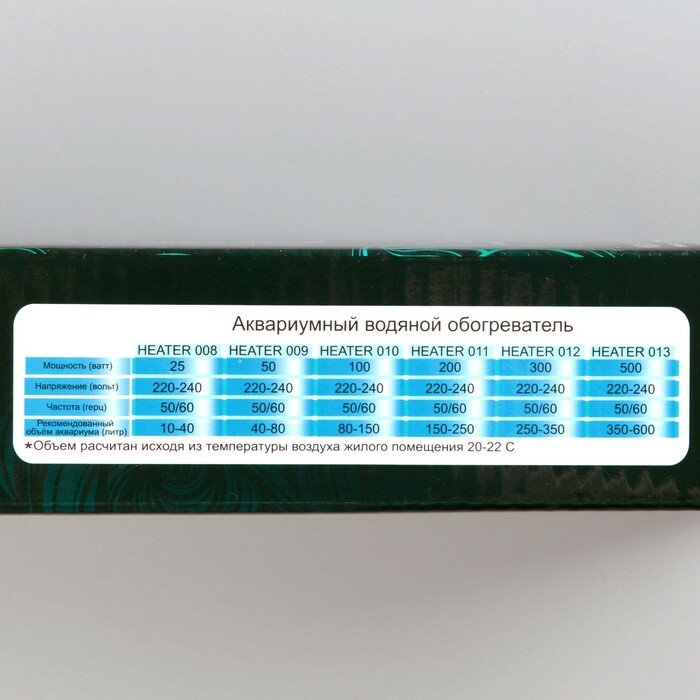 Аквариумный водяной обогреватель
HEATER 008 HEATER 009 HEATER 010 HEATER 011 HEATER 012 HEATER 013
Мощность (ватт) 25 50 100 200 300 500
Напряжение (вольт) 220-240 220-240 220-240 220-240 220-240 220-240
Частота (герц) 50/60 50/60 50/60 50/60 50/60 50/60
Рекомендованный
объём аквариума (литр) 10-40 40-80 80-150 150-250 250-350 350-600
*Объем расчитан исходя из температуры воздуха жилого помещения 20-22 С